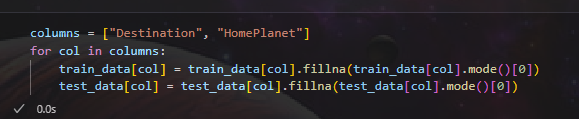 columns = ["Destination", "HomePlanet"]
for col in columns:
    train_data[col] = train_data[col].fillna(train_data[col].mode()[0])
    test_data[col] = test_data[col].fillna(test_data[col].mode()[0])
0.0s